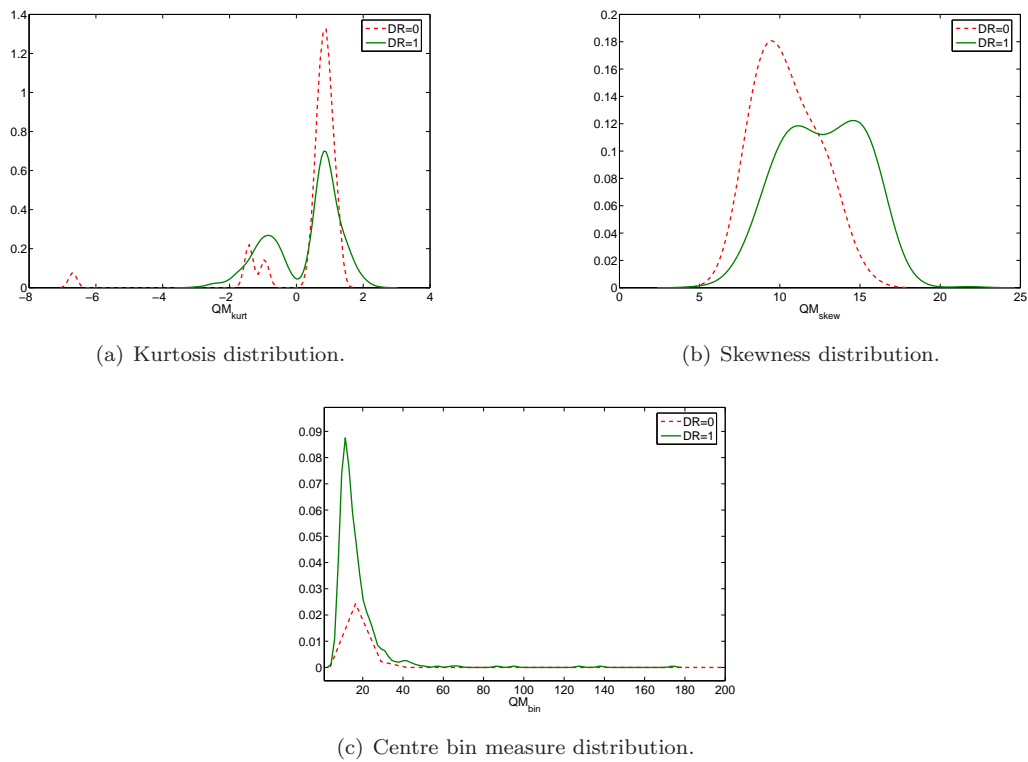 1.4
1.2
1
0.8
0.6
0.4
0.2
0
-8 -6 -4 -2 0 2 4
QM_kurt
DR=0
DR=1
(a) Kurtosis distribution.
0.2
0.18
0.16
0.14
0.12
0.1
0.08
0.06
0.04
0.02
0
0 5 10 15 20 25
QM_skew
DR=0
DR=1
(b) Skewness distribution.
0.09
0.08
0.07
0.06
0.05
0.04
0.03
0.02
0.01
0
20 40 60 80 100 120 140 160 180 200
QM_bin
DR=0
DR=1
(c) Centre bin measure distribution.